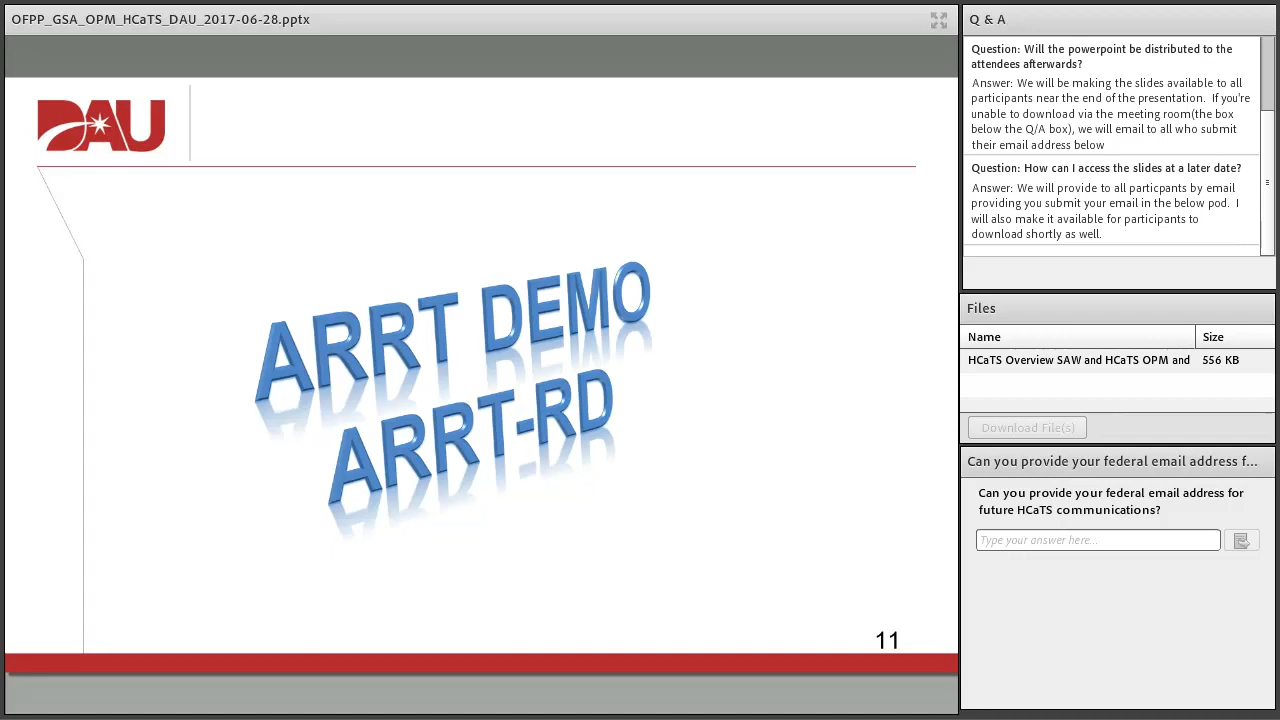 OFPP_GSA_OPM_HCaTS_DAU_2017-06-28.pptx
DAU
ARRT DEMO
ARRT-RD
11
Q & A
Question: Will the powerpoint be distributed to the
attendees afterwards?
Answer: We will be making the slides available to all
participants near the end of the presentation.  If you're
unable to download via the meeting room(the box
below the Q/A box), we will email to all who submit
their email address below
Question: How can I access the slides at a later date?
Answer: We will provide to all particpants by email
providing you submit your email in the below pod.  I
will also make it available for participants to
download shortly as well.
Files
Name Size
HCaTS Overview SAW and HCaTS OPM and 556 KB
Download File(s)
Can you provide your federal email address f...
Can you provide your federal email address for
future HCaTS communications?
Type your answer here...